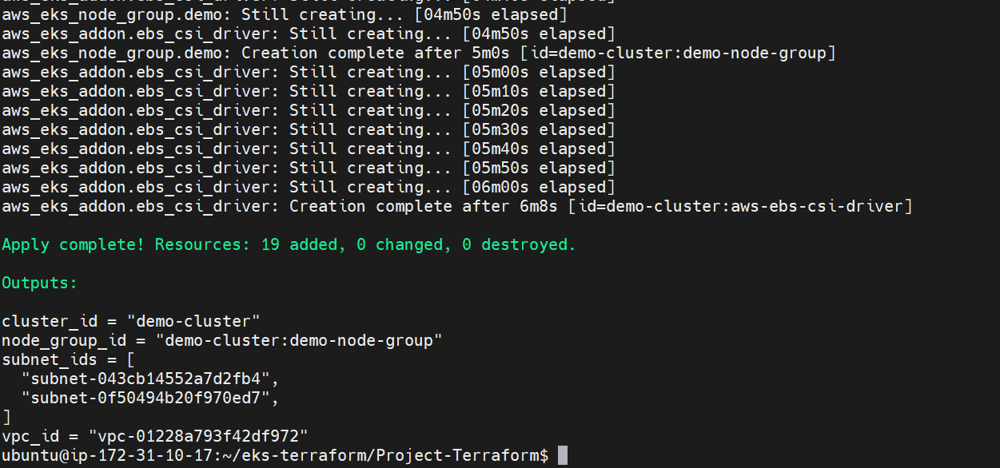 aws_eks_node_group.demo: Still creating... [04m50s elapsed]
aws_eks_addon.ebs_csi_driver: Still creating... [04m50s elapsed]
aws_eks_node_group.demo: Creation complete after 5m0s [id=demo-cluster:demo-node-group]
aws_eks_addon.ebs_csi_driver: Still creating... [05m00s elapsed]
aws_eks_addon.ebs_csi_driver: Still creating... [05m10s elapsed]
aws_eks_addon.ebs_csi_driver: Still creating... [05m20s elapsed]
aws_eks_addon.ebs_csi_driver: Still creating... [05m30s elapsed]
aws_eks_addon.ebs_csi_driver: Still creating... [05m40s elapsed]
aws_eks_addon.ebs_csi_driver: Still creating... [05m50s elapsed]
aws_eks_addon.ebs_csi_driver: Still creating... [06m00s elapsed]
aws_eks_addon.ebs_csi_driver: Creation complete after 6m8s [id=demo-cluster:aws-ebs-csi-driver]

Apply complete! Resources: 19 added, 0 changed, 0 destroyed.

Outputs:

cluster_id = "demo-cluster"
node_group_id = "demo-cluster:demo-node-group"
subnet_ids = [
  "subnet-043cb14552a7d2fb4",
  "subnet-0f50494b20f970ed7",
]
vpc_id = "vpc-01228a793f42df972"
ubuntu@ip-172-31-10-17:~/eks-terraform/Project-Terraform$